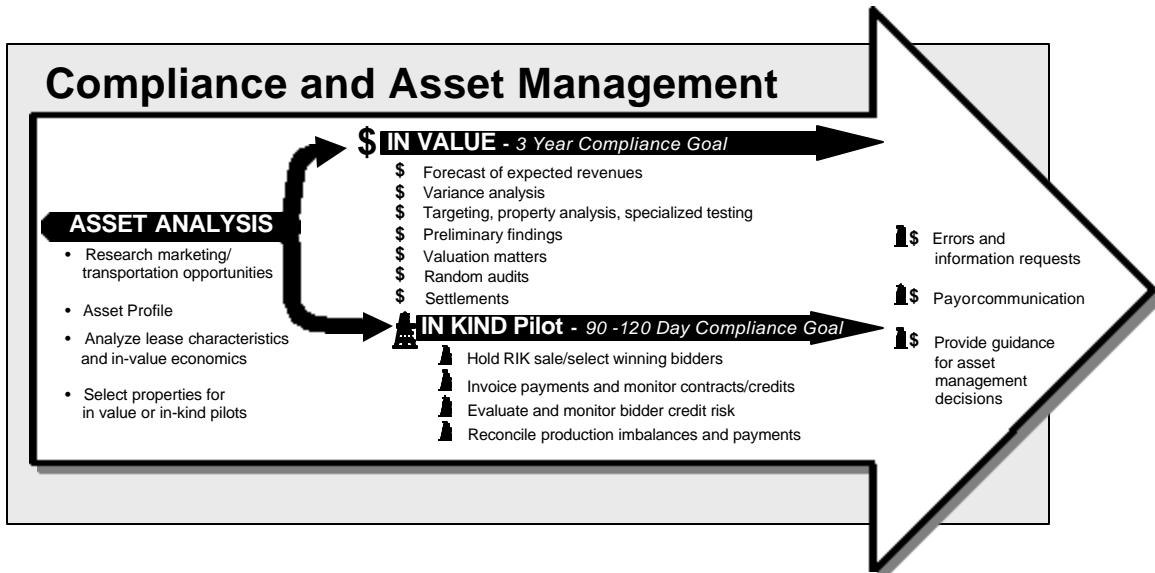 Compliance and Asset Management
ASSET ANALYSIS
• Research marketing/
transportation opportunities
• Asset Profile
• Analyze lease characteristics
and in-value economics
• Select properties for
in value or in-kind pilots
$ IN VALUE - 3 Year Compliance Goal
$ Forecast of expected revenues
$ Variance analysis
$ Targeting, property analysis, specialized testing
$ Preliminary findings
$ Valuation matters
$ Random audits
$ Settlements
IN KIND Pilot - 90 -120 Day Compliance Goal
Hold RIK sale/select winning bidders
Invoice payments and monitor contracts/credits
Evaluate and monitor bidder credit risk
Reconcile production imbalances and payments
$ Errors and
information requests
$ Payorcommunication
$ Provide guidance
for asset
management
decisions